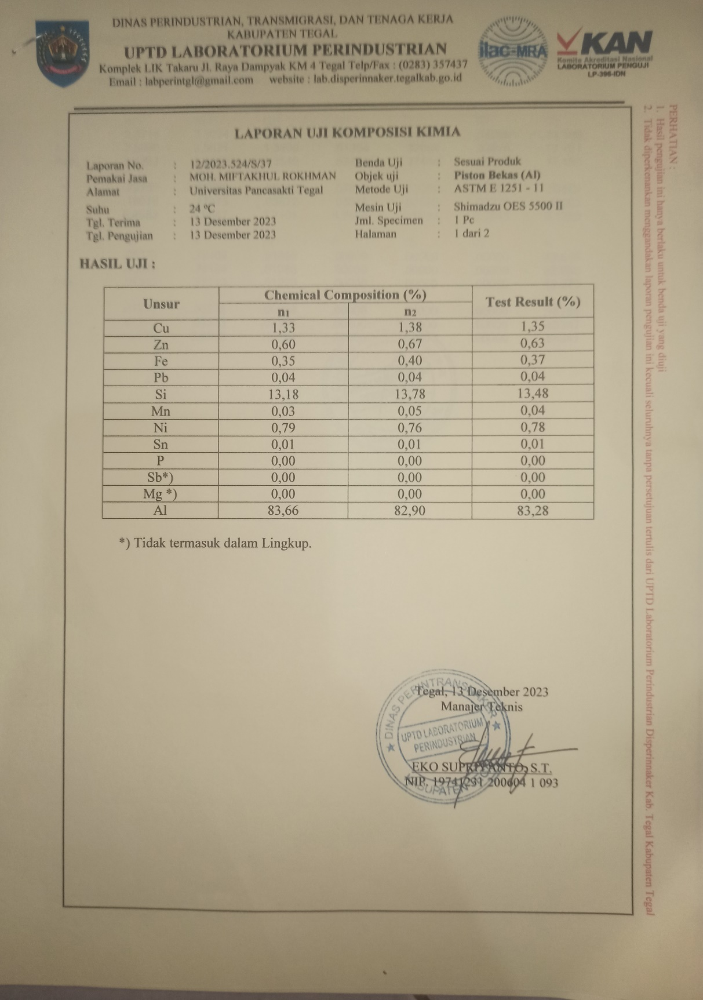 DINAS PERINDUSTRIAN, TRANSMIGRASI, DAN TENAGA KERJA
KABUPATEN TEGAL
UPTD LABORATORIUM PERINDUSTRIAN
Komplek LIK Takaru Jl. Raya Dampyak KM 4 Tegal Telp/Fax : (0283) 357437
Email : labperintgl@gmail.com website : lab.disperinnaker.tegalkab.go.id
ilac-MRA
KAN
Komite Akreditasi Nasional
LABORATORIUM PENGUJI
LP-396-IDN
LAPORAN UJI KOMPOSISI KIMIA
Laporan No. : 12/2023.524/S/37 Benda Uji : Sesuai Produk
Pemakai Jasa : MOH. MIFTAKHUL ROKHMAN Objek uji : Piston Bekas (Al)
Alamat : Universitas Pancasakti Tegal Metode Uji : ASTM E 1251 - 11
Suhu : 24 ºC Mesin Uji : Shimadzu OES 5500 II
Tgl. Terima : 13 Desember 2023 Jml. Specimen : 1 Pc
Tgl. Pengujian : 13 Desember 2023 Halaman : 1 dari 2
HASIL UJI :
Unsur Chemical Composition (%) Test Result (%)
n1 n2
Cu 1,33 1,38 1,35
Zn 0,60 0,67 0,63
Fe 0,35 0,40 0,37
Pb 0,04 0,04 0,04
Si 13,18 13,78 13,48
Mn 0,03 0,05 0,04
Ni 0,79 0,76 0,78
Sn 0,01 0,01 0,01
P 0,00 0,00 0,00
Sb*) 0,00 0,00 0,00
Mg *) 0,00 0,00 0,00
Al 83,66 82,90 83,28
*) Tidak termasuk dalam Lingkup.
Tegal, 13 Desember 2023
Manajer Teknis
DINAS PERINTRANSNAKER
UPTD LABORATORIUM
PERINDUSYRIAN
EKO SUPRIYANTO, S.T.
NIP. 19741231 200604 1 093
PERHATIAN :
1. Hasil pengujian ini hanya berlaku untuk benda uji yang diuji
2. Tidak diperkenankan menggandakan laporan pengujian ini kecuali seluruhnya tanpa persetujuan tertulis dari UPTD Laboratorium Perindustrian Disperinnaker Kab. Tegal Kabupaten Tegal